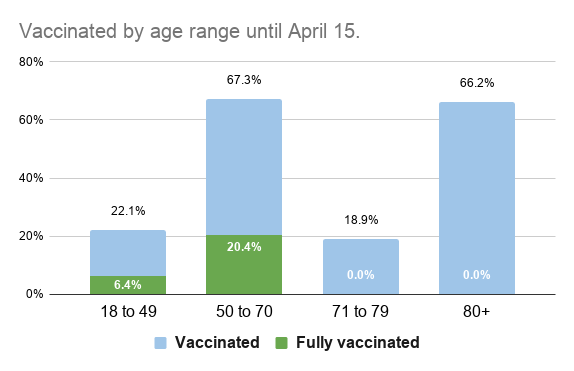 Vaccinated by age range until April 15.
80%
67.3%
66.2%
60%
40%
22.1%
18.9%
20%
20.4%
6.4%
0.0%
0.0%
0%
18 to 49
50 to 70
71 to 79
80+
Vaccinated
Fully vaccinated